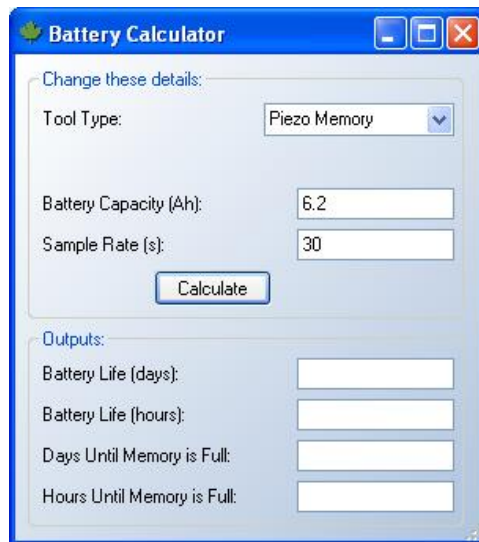 Battery Calculator
Change these details:
Tool Type: Piezo Memory
Battery Capacity (Ah): 6.2
Sample Rate (s): 30
Calculate
Outputs:
Battery Life (days):
Battery Life (hours):
Days Until Memory is Full:
Hours Until Memory is Full: